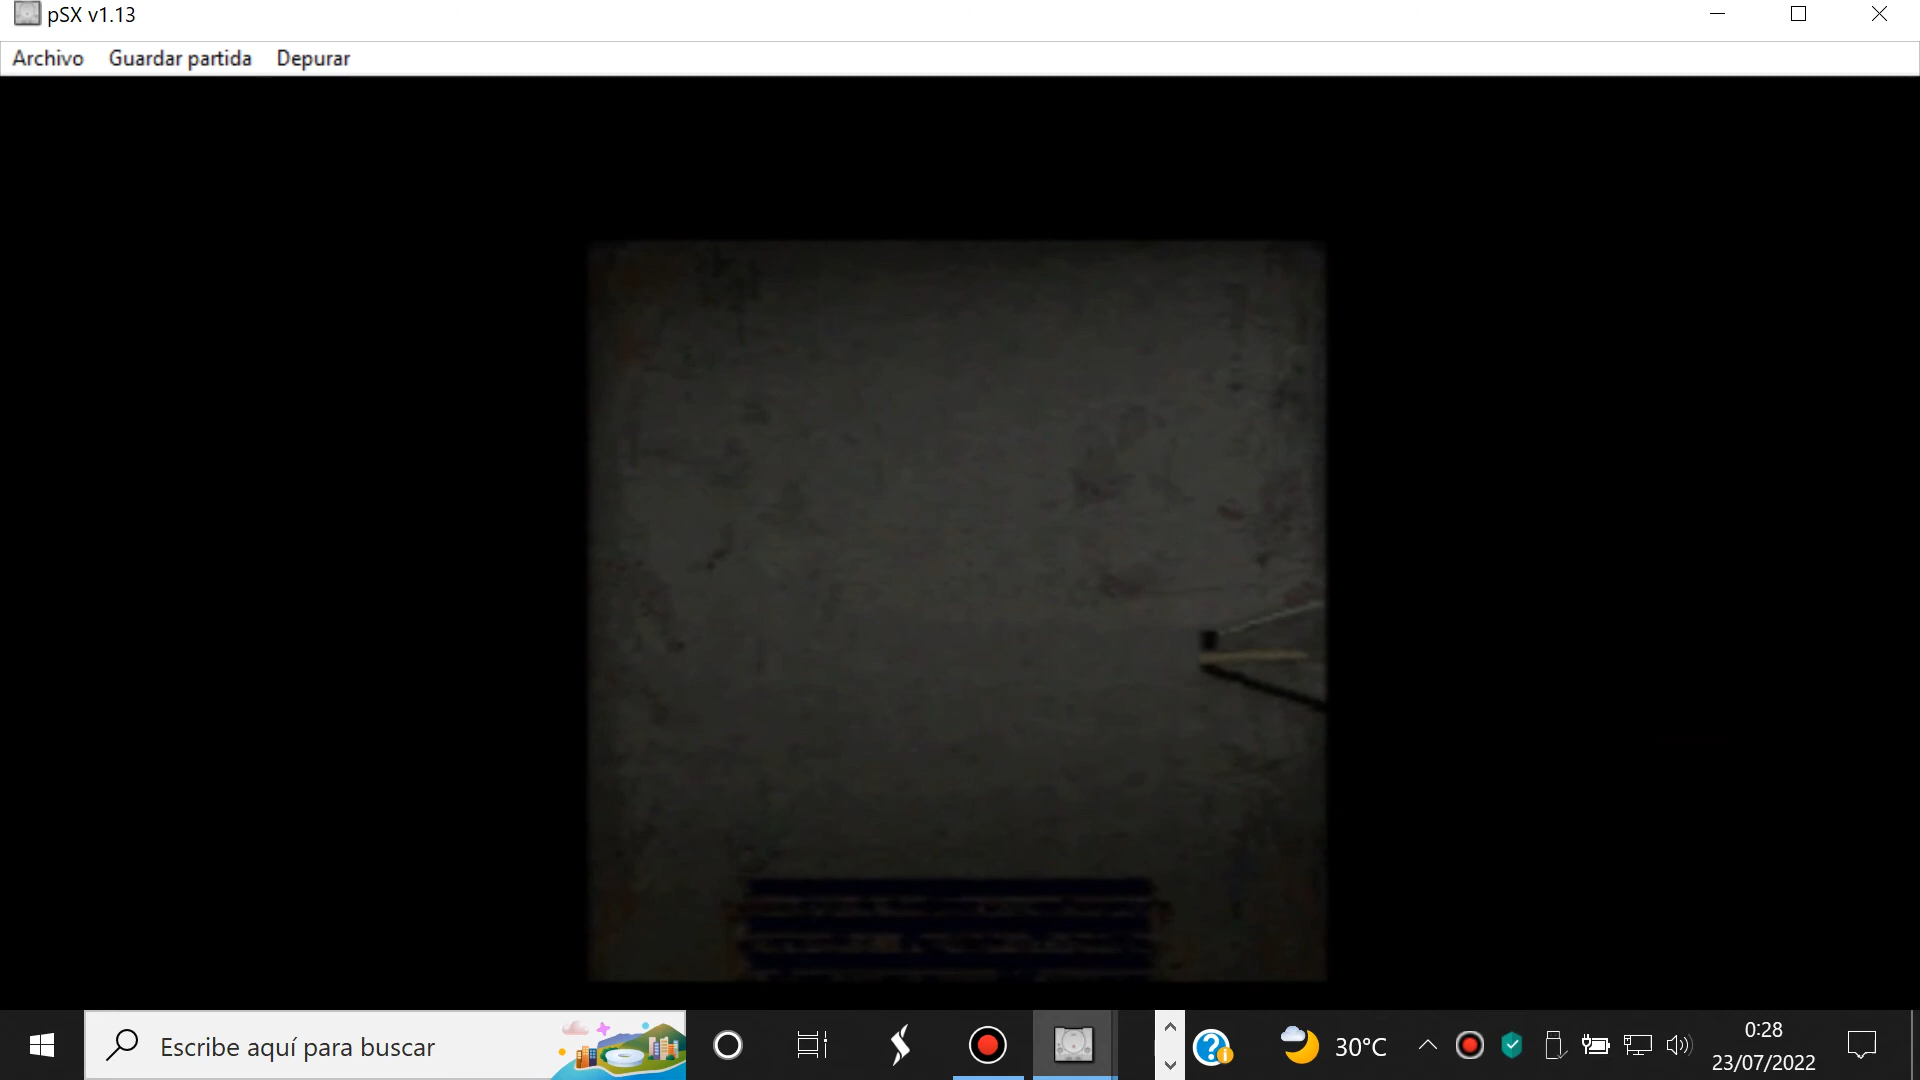 pSX v1.13
Archivo Guardar partida Depurar
Escribe aquí para buscar
30°C
0:28
23/07/2022